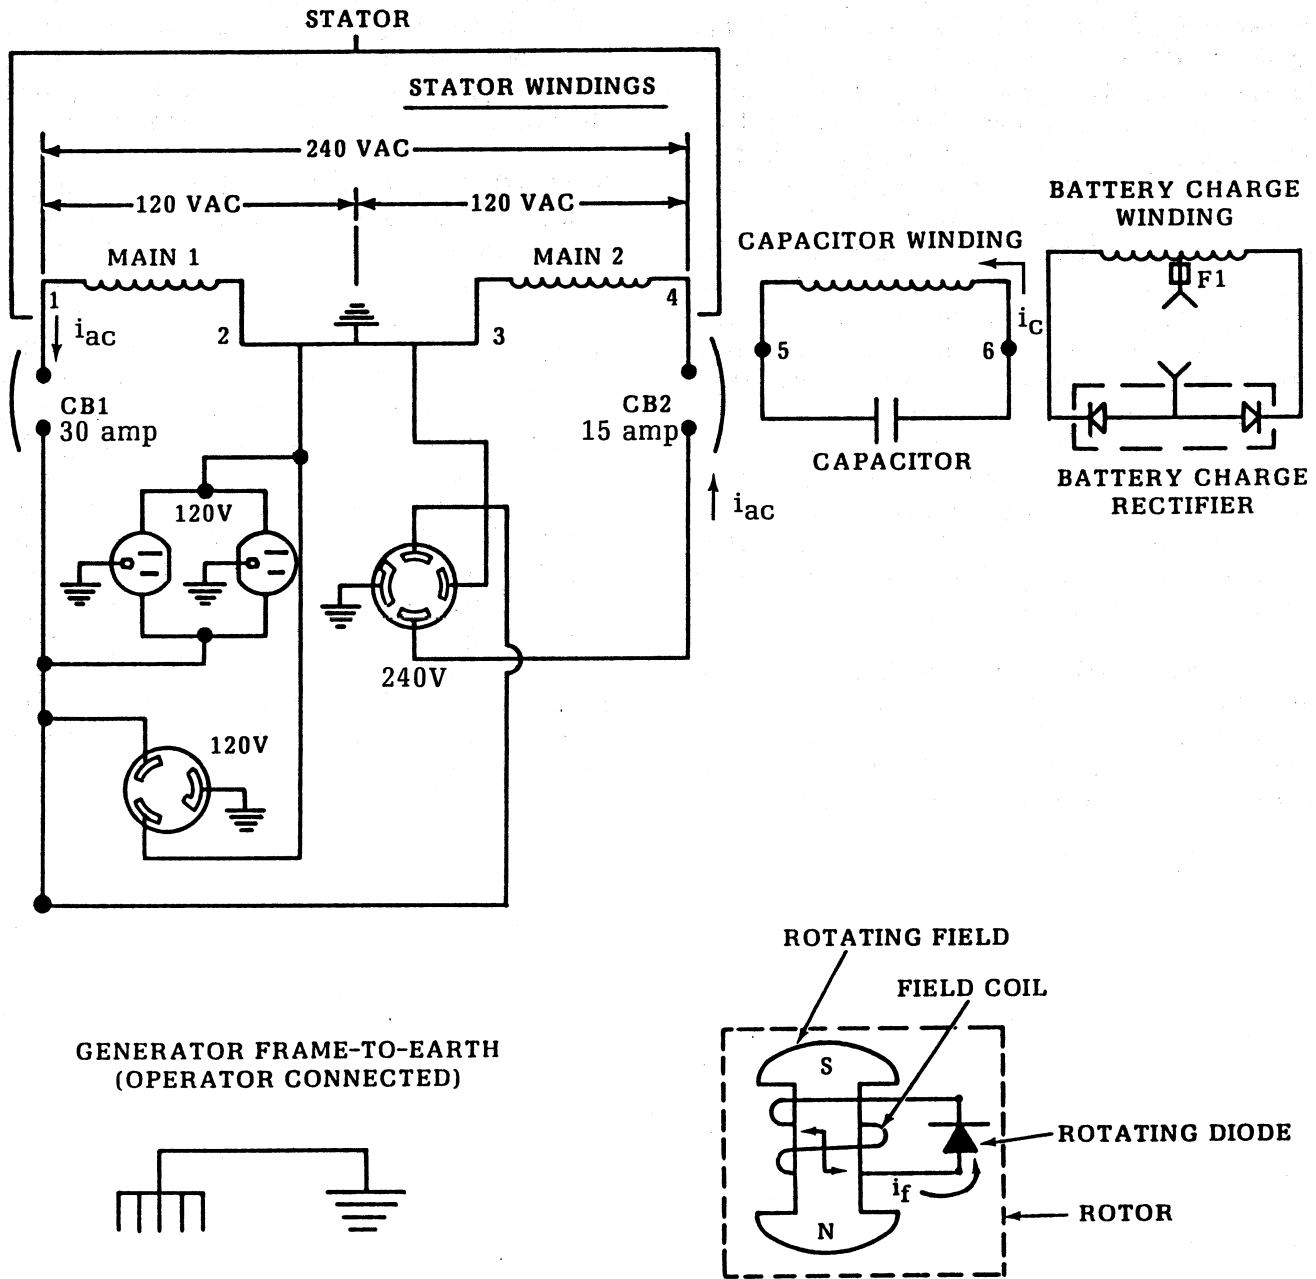 STATOR
STATOR WINDINGS
240 VAC
120 VAC
120 VAC
MAIN 1
MAIN 2
1
iac
2
3
4
CB1
30 amp
CB2
15 amp
iac
120V
240V
120V
CAPACITOR WINDING
ic
5
6
CAPACITOR
BATTERY CHARGE
WINDING
F1
BATTERY CHARGE
RECTIFIER
GENERATOR FRAME-TO-EARTH
(OPERATOR CONNECTED)
ROTATING FIELD
FIELD COIL
S
ROTATING DIODE
if
N
ROTOR